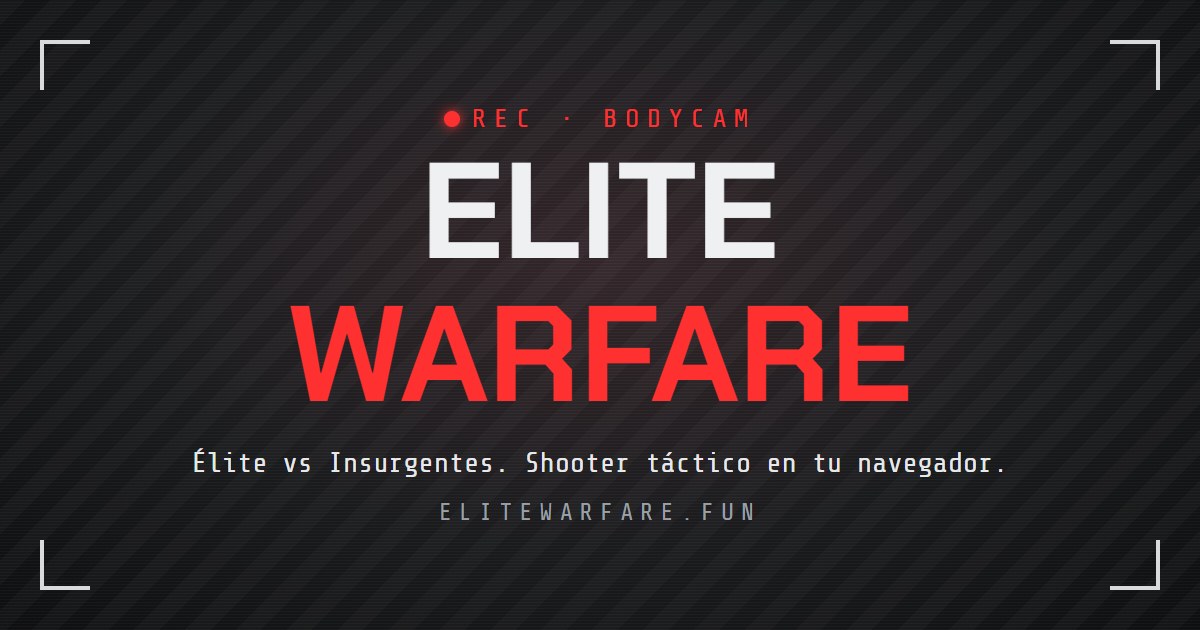 REC · BODYCAM
ELITE
WARFARE
Élite vs Insurgentes. Shooter táctico en tu navegador.
ELITEWARFARE.FUN